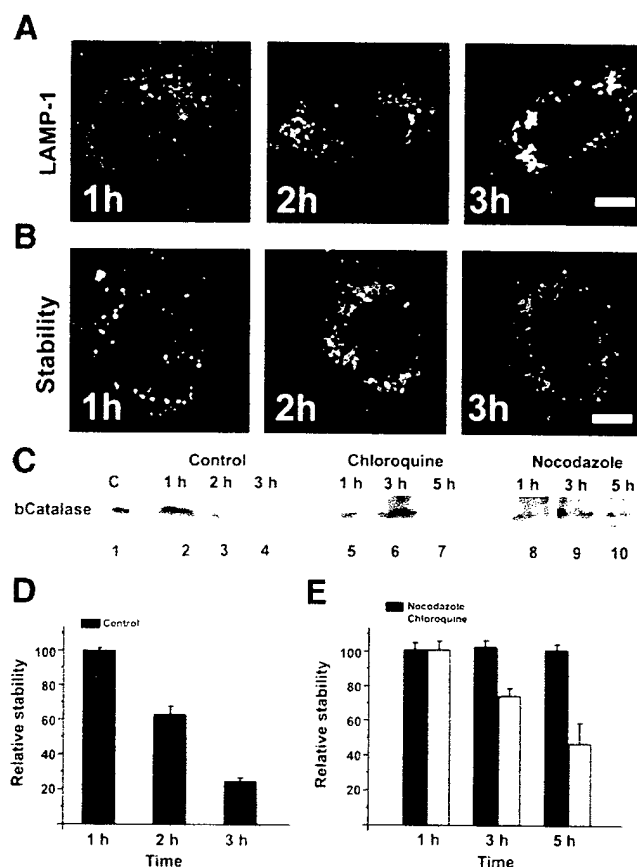 A
LAMP-1
1h
2h
3h
B
Stability
1h
2h
3h
C
Control
Chloroquine
Nocodazole
C
1 h
2 h
3 h
1 h
3 h
5 h
1 h
3 h
5 h
bCatalase
1
2
3
4
5
6
7
8
9
10
D
Control
Relative stability
100
80
60
40
20
1 h
2 h
3 h
Time
E
Nocodazole
Chloroquine
Relative stability
100
80
60
40
20
1 h
3 h
5 h
Time